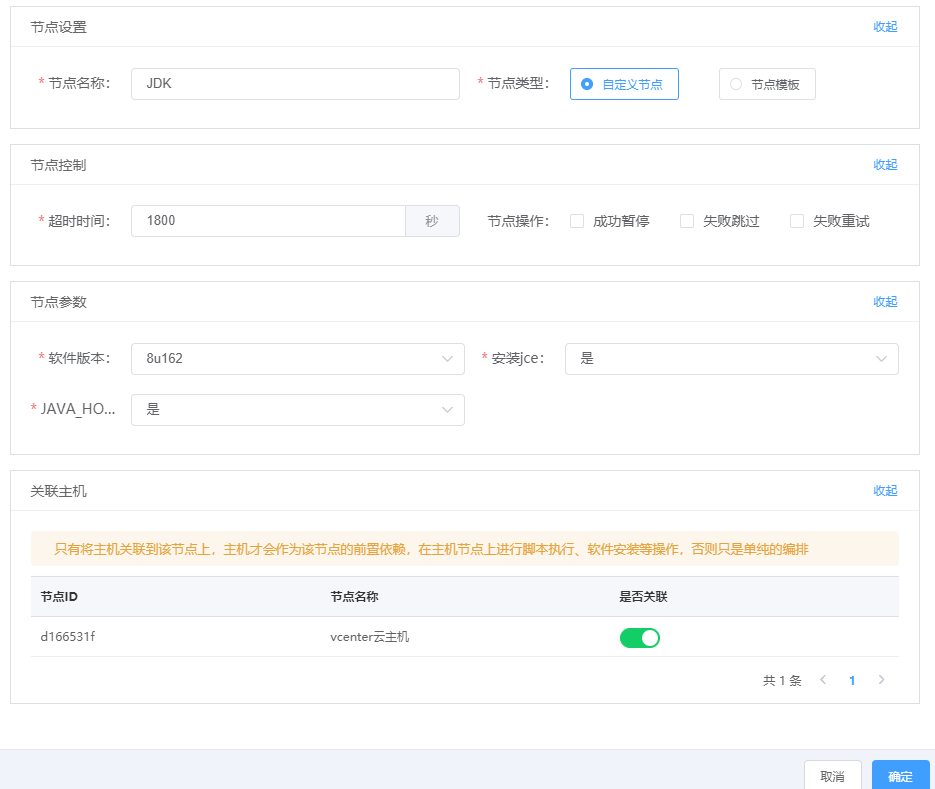 节点设置 收起
* 节点名称： JDK * 节点类型： 自定义节点 节点模板
节点控制 收起
* 超时时间： 1800 秒 节点操作： 成功暂停 失败跳过 失败重试
节点参数 收起
* 软件版本： 8u162 * 安装jce： 是
* JAVA_HO... 是
关联主机 收起
只有将主机关联到该节点上，主机才会作为该节点的前置依赖，在主机节点上进行脚本执行、软件安装等操作，否则只是单纯的编排
节点ID 节点名称 是否关联
d166531f vcenter云主机
共 1 条 1
取消 确定